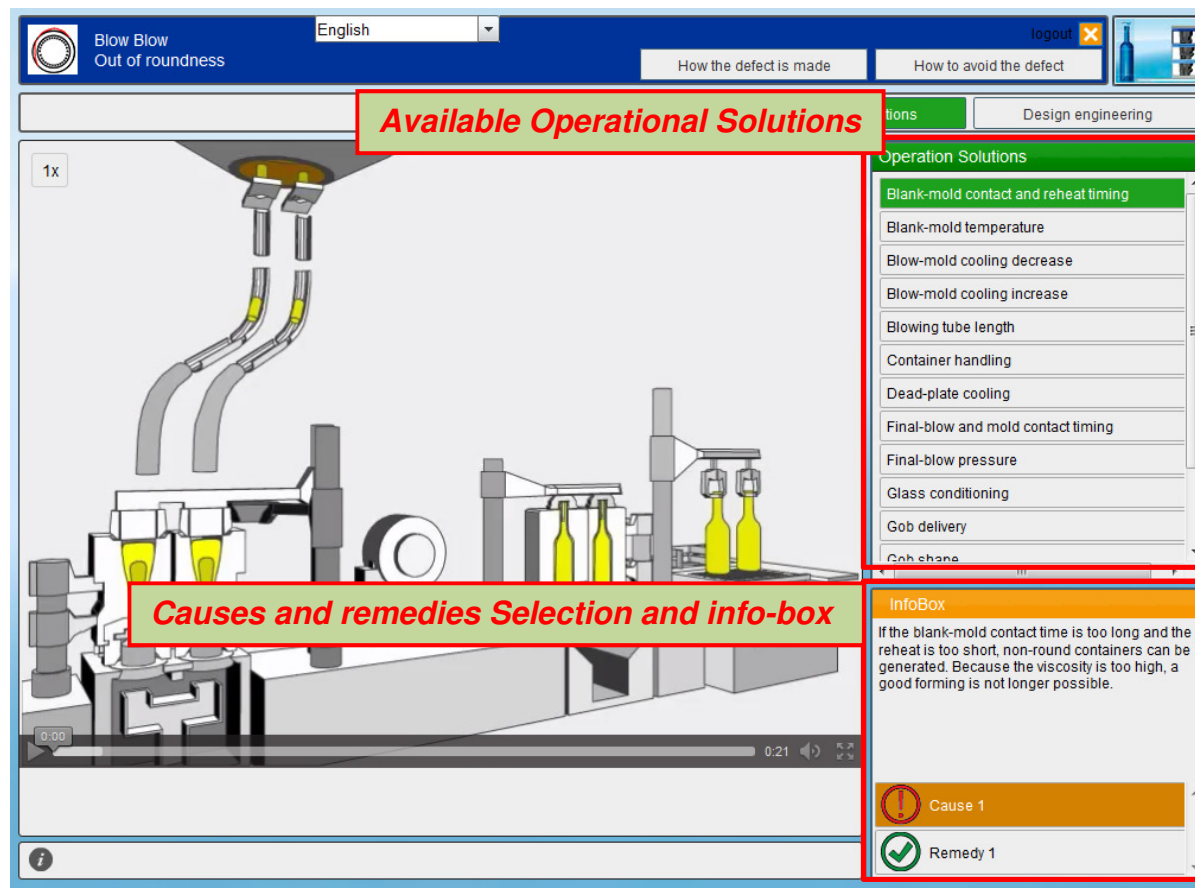 English
Blow Blow
Out of roundness
logout
How the defect is made
How to avoid the defect
Available Operational Solutions
tions
Design engineering
1x
Operation Solutions
Blank-mold contact and reheat timing
Blank-mold temperature
Blow-mold cooling decrease
Blow-mold cooling increase
Blowing tube length
Container handling
Dead-plate cooling
Final-blow and mold contact timing
Final-blow pressure
Glass conditioning
Gob delivery
Gob shape
Causes and remedies Selection and info-box
InfoBox
If the blank-mold contact time is too long and the
reheat is too short, non-round containers can be
generated. Because the viscosity is too high, a
good forming is not longer possible.
0:00
0:21
Cause 1
Remedy 1